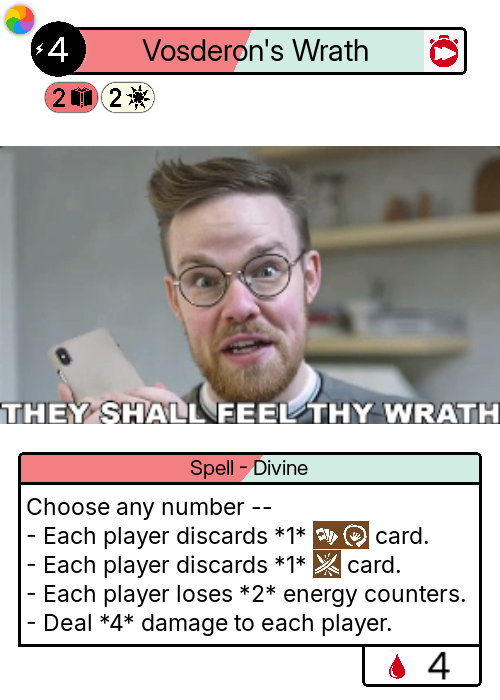 4
Vosderon's Wrath
2 2
THEY SHALL FEEL THY WRATH
Spell - Divine
Choose any number --
- Each player discards *1* card.
- Each player discards *1* card.
- Each player loses *2* energy counters.
- Deal *4* damage to each player.
4